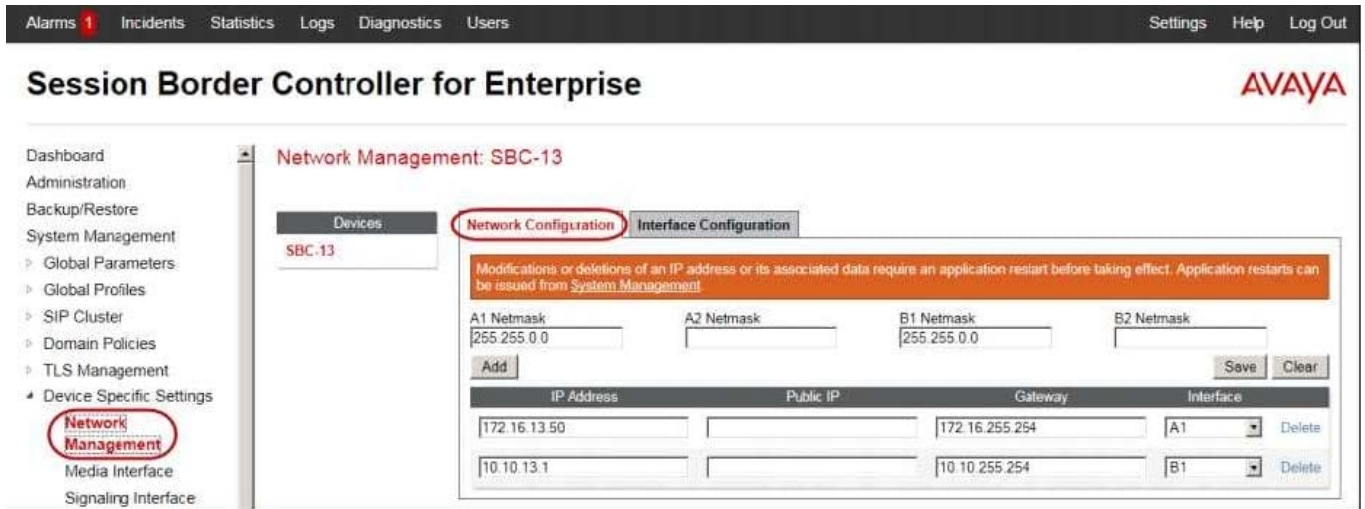 Alarms 1 Incidents Statistics Logs Diagnostics Users Settings Help Log Out
Session Border Controller for Enterprise
AVAYA
Dashboard
Administration
Backup/Restore
System Management
Global Parameters
Global Profiles
SIP Cluster
Domain Policies
TLS Management
Device Specific Settings
Network
Management
Media Interface
Signaling Interface
Network Management: SBC-13
Devices
SBC-13
Network Configuration Interface Configuration
Modifications or deletions of an IP address or its associated data require an application restart before taking effect. Application restarts can
be issued from System Management.
A1 Netmask A2 Netmask B1 Netmask B2 Netmask
255.255.0.0 255.255.0.0
Add Save Clear
IP Address Public IP Gateway Interface
172.16.13.50 172.16.255.254 A1 Delete
10.10.13.1 10.10.255.254 B1 Delete